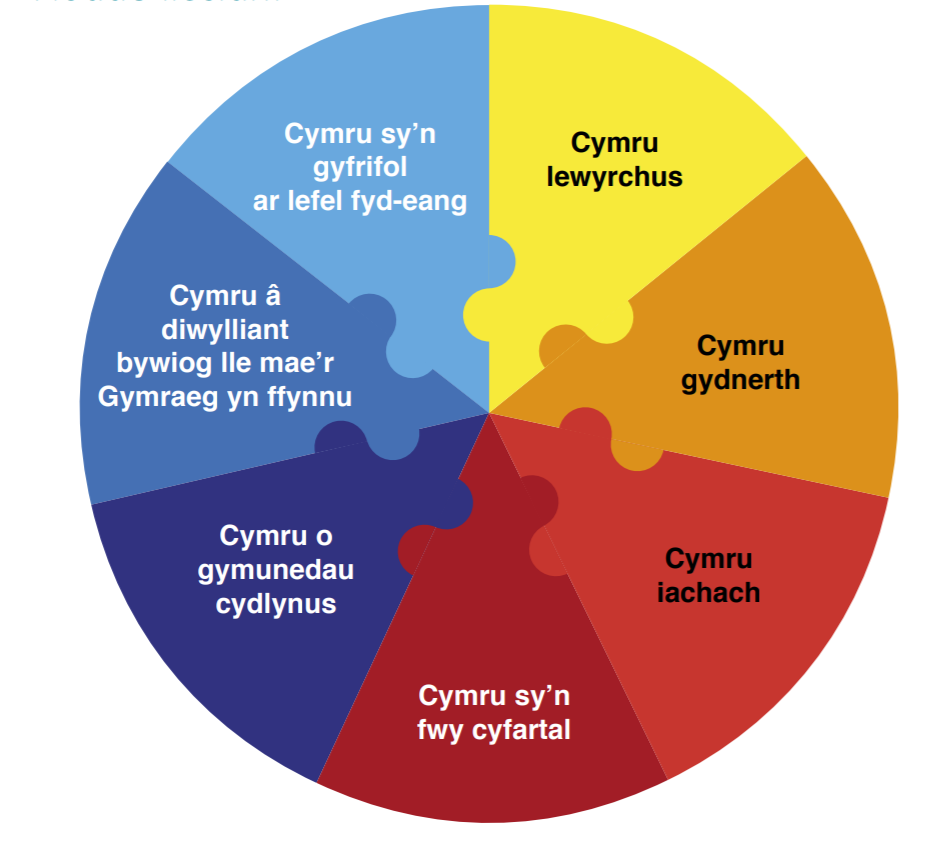 Cymru sy’n
gyfrifol
ar lefel fyd-eang
Cymru
lewyrchus
Cymru
gydnerth
Cymru
iachach
Cymru sy’n
fwy cyfartal
Cymru o
gymunedau
cydlynus
Cymru â
diwylliant
bywiog lle mae’r
Gymraeg yn ffynnu